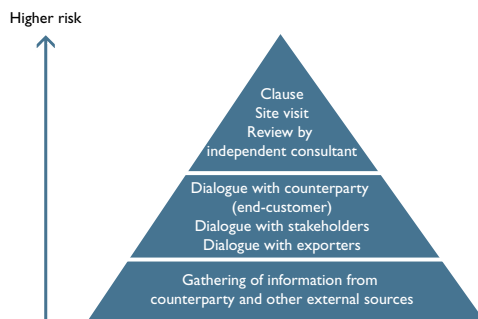 Higher risk
Clause
Site visit
Review by
independent consultant
Dialogue with counterparty
(end-customer)
Dialogue with stakeholders
Dialogue with exporters
Gathering of information from
counterparty and other external sources